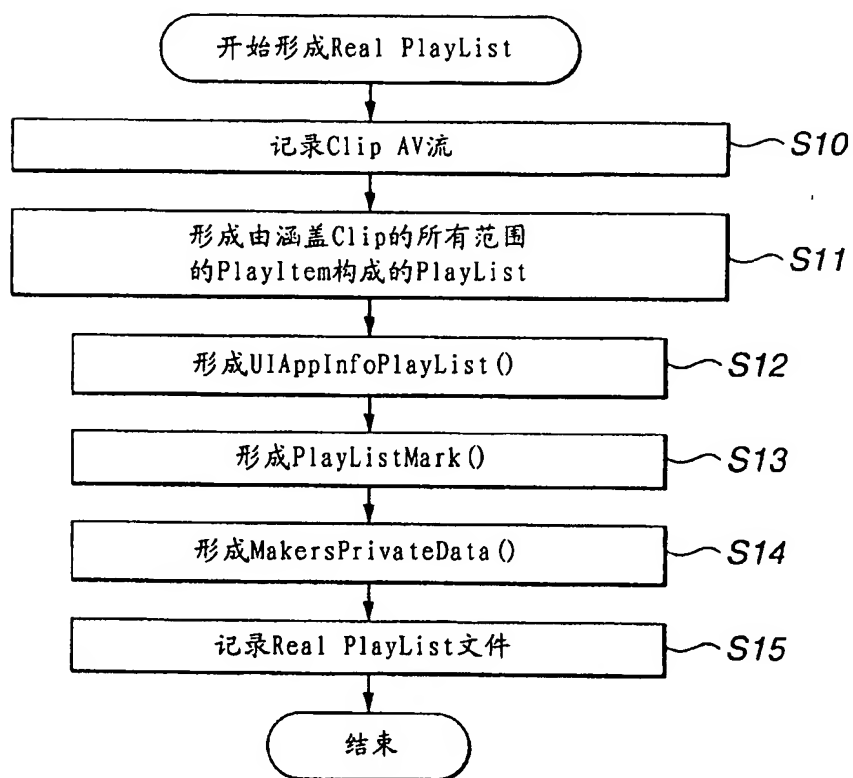 开始形成Real PlayList
记录Clip AV流
S10
形成由涵盖Clip的所有范围
的PlayItem构成的PlayList
S11
形成UIAppInfoPlayList()
S12
形成PlayListMark()
S13
形成MakersPrivateData()
S14
记录Real PlayList文件
S15
结束